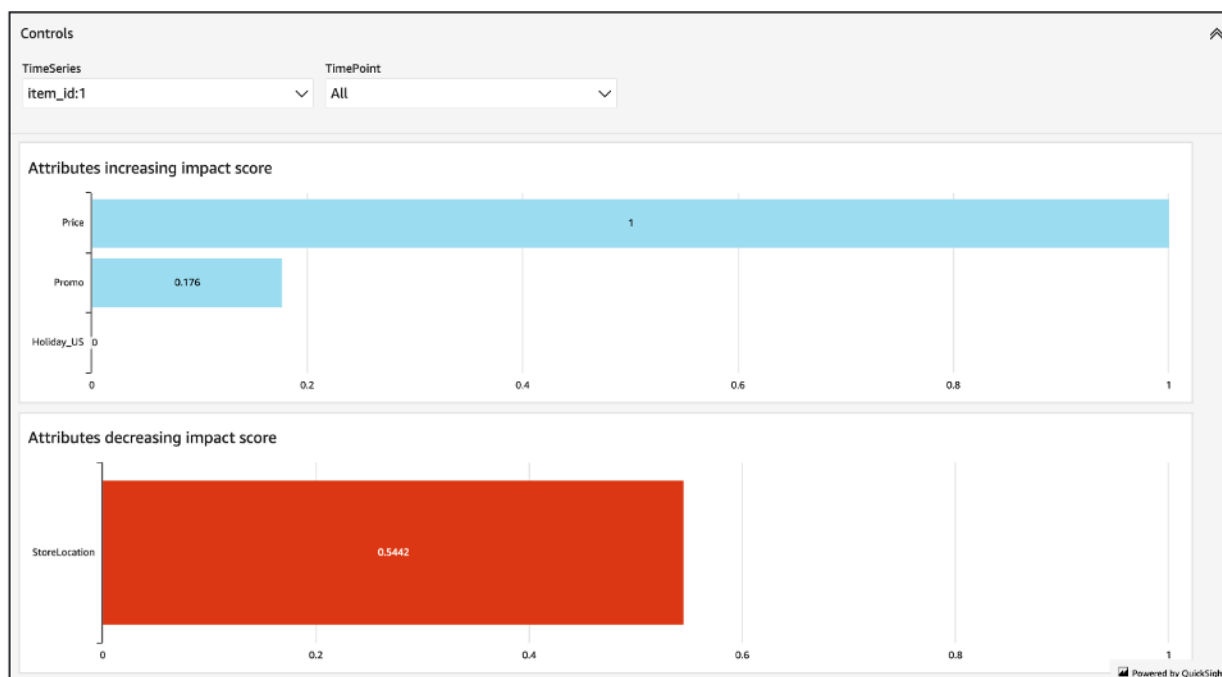 Controls
TimeSeries TimePoint
item_id:1 All
Attributes increasing impact score
Price 1
Promo 0.176
Holiday_US 0
0 0.2 0.4 0.6 0.8 1
Attributes decreasing impact score
StoreLocation 0.5442
0 0.2 0.4 0.6 0.8 1
Powered by QuickSigh